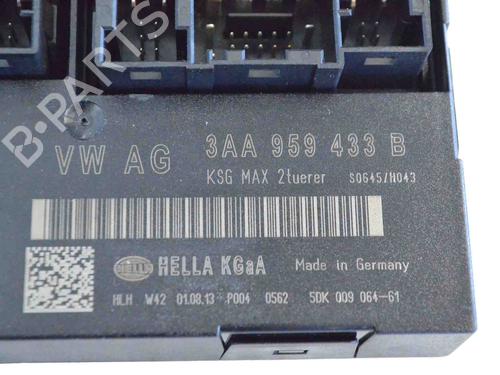 B-PARTS
VW AG 3AA 959 433 B
KSG MAX 2tuerer S0645/H043
HELLA HELLA KGaA Made in Germany
HLH W42 01.08.13 P004 0562 5DK 009 064-61